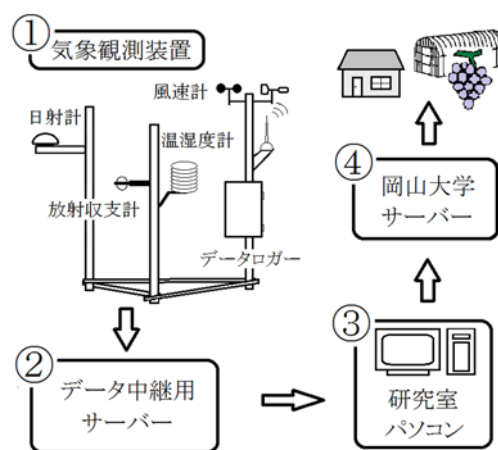 ① 気象観測装置
日射計
風速計
温湿度計
放射収支計
データロガー
② データ中継用
サーバー
③
研究室
パソコン
④ 岡山大学
サーバー